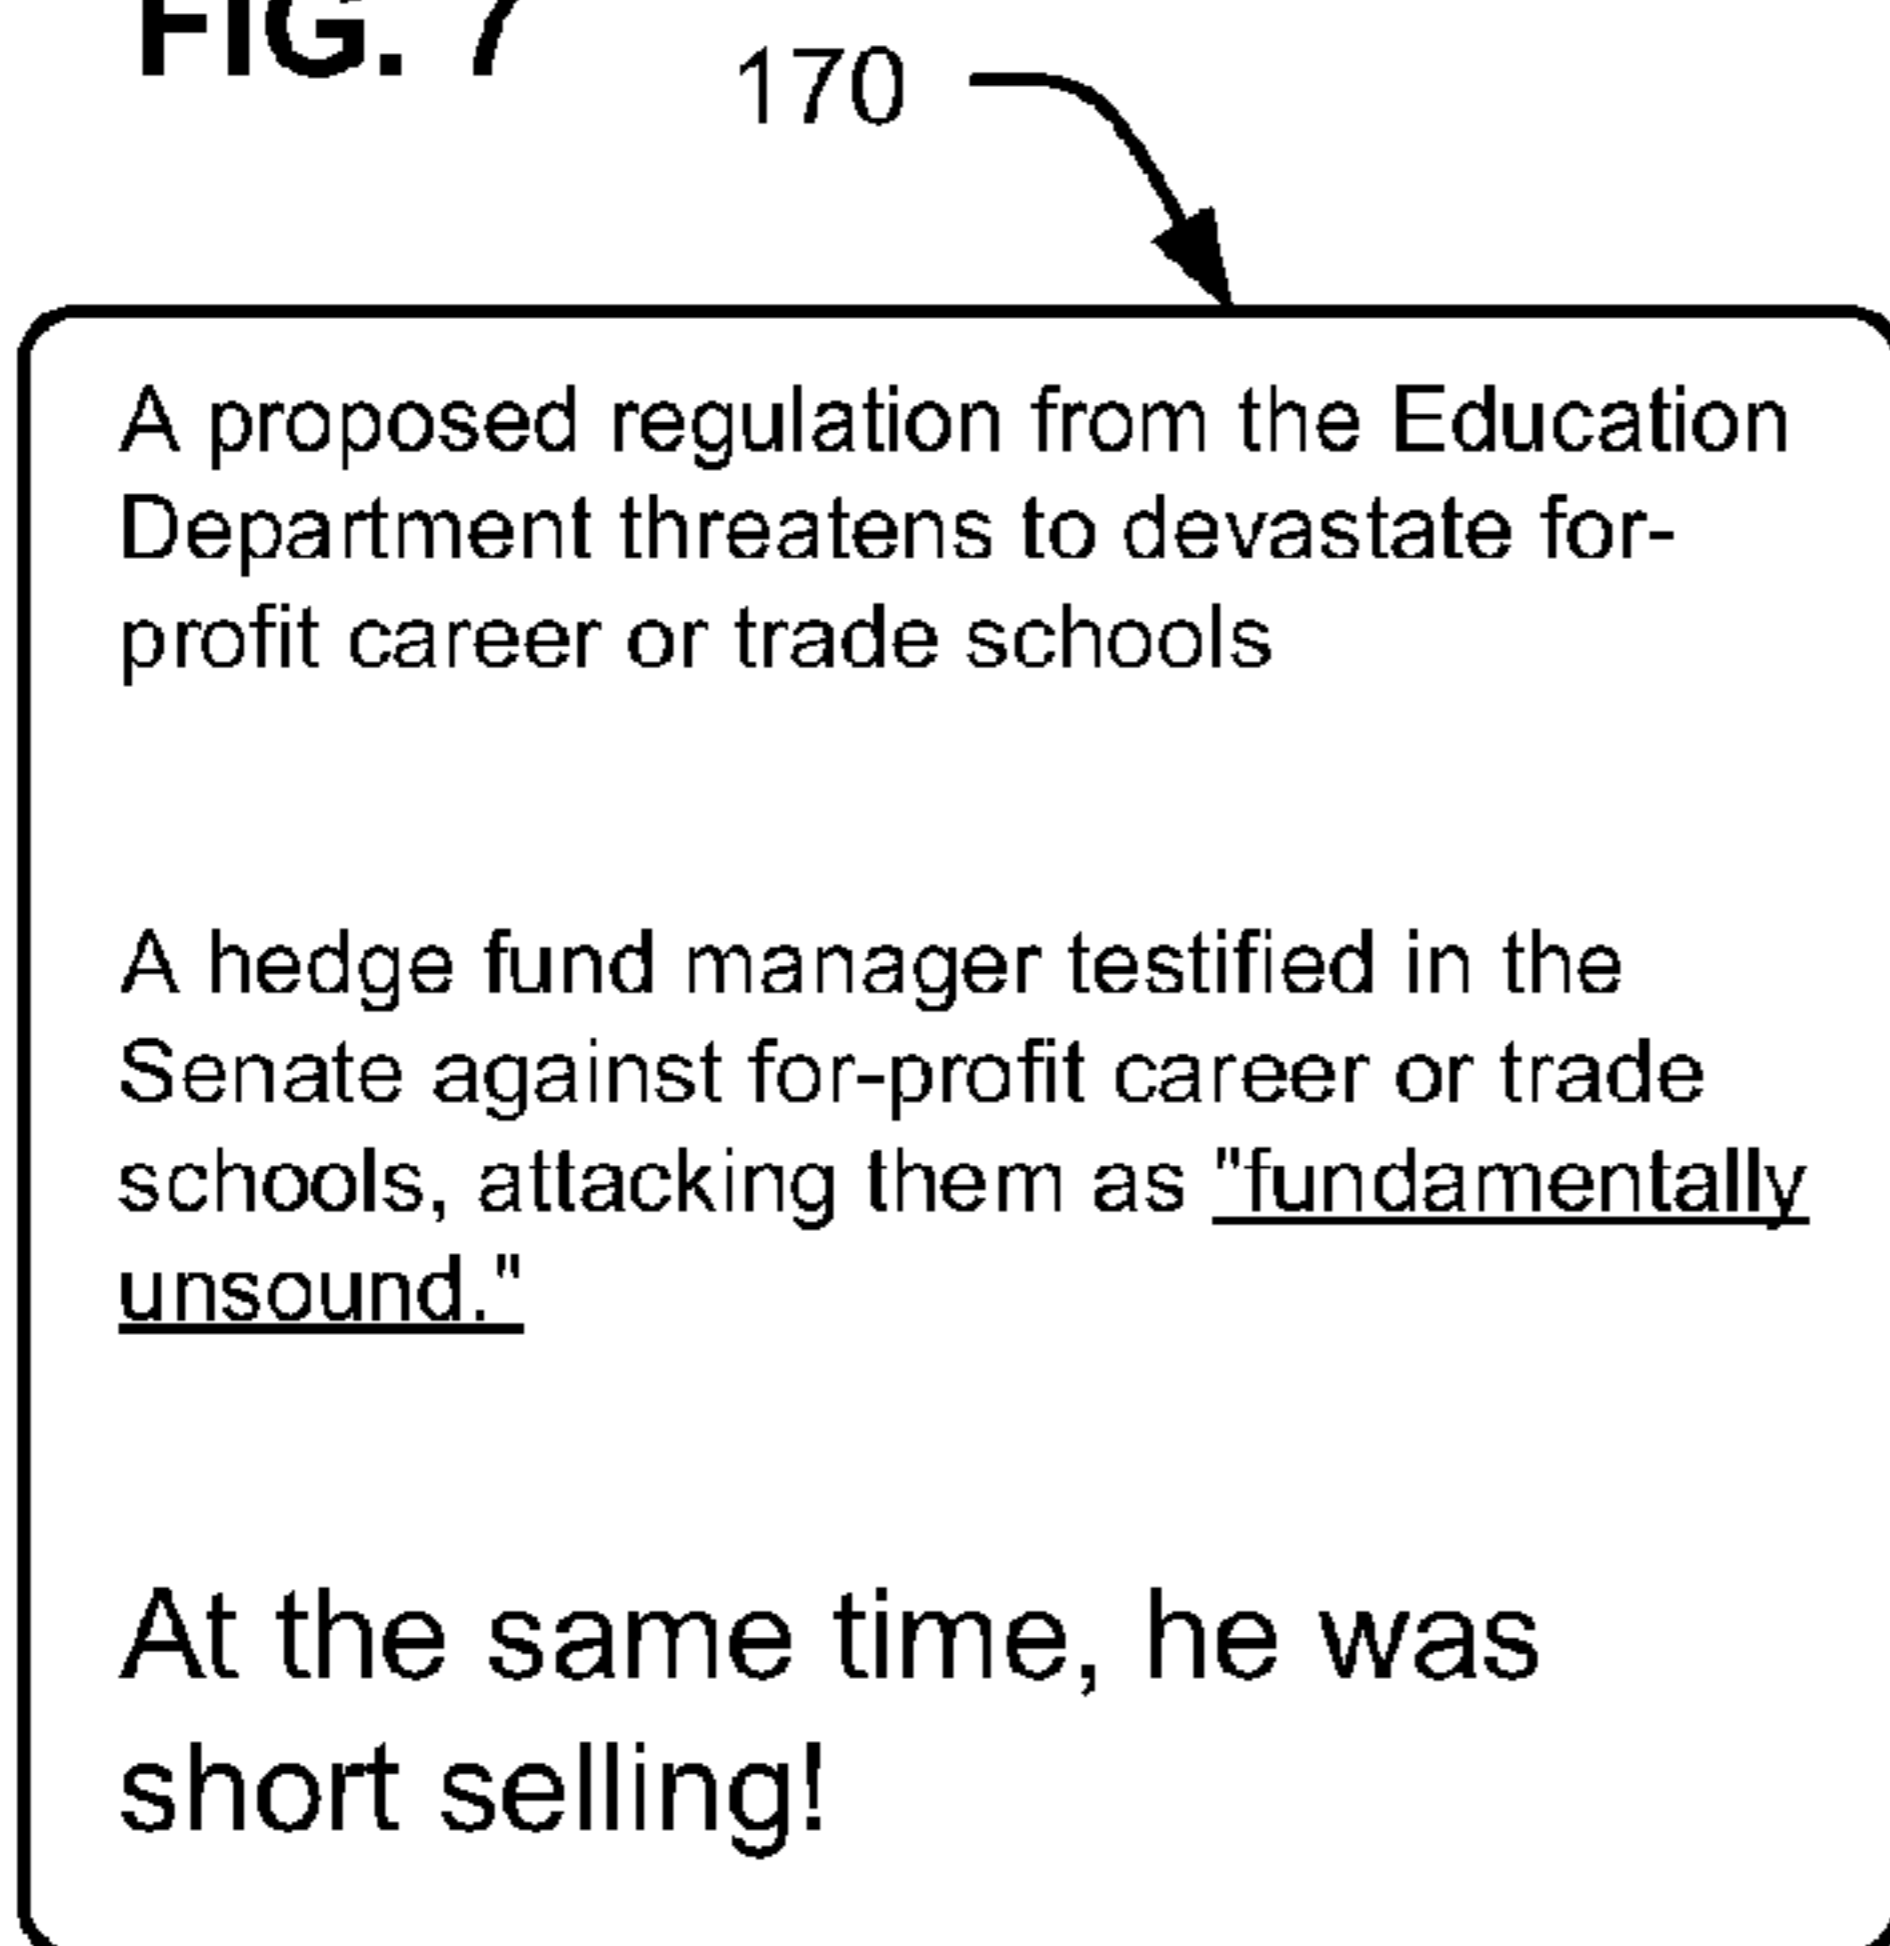 FIG. 7
170
A proposed regulation from the Education
Department threatens to devastate for-
profit career or trade schools
A hedge fund manager testified in the
Senate against for-profit career or trade
schools, attacking them as "fundamentally
unsound."
At the same time, he was
short selling!